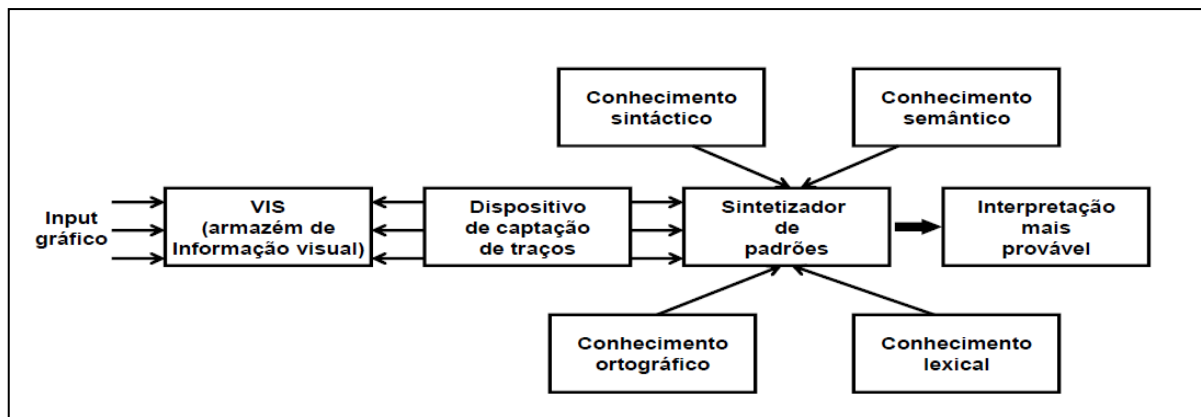 Conhecimento
sintáctico
Conhecimento
semântico
Input
gráfico
VIS
(armazém de
Informação visual)
Dispositivo
de captação
de traços
Sintetizador
de
padrões
Interpretação
mais
provável
Conhecimento
ortográfico
Conhecimento
lexical